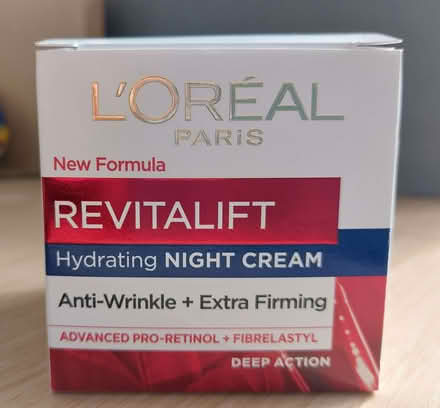 L'ORÉAL
PARiS
New Formula
REVITALIFT
Hydrating NIGHT CREAM
Anti-Wrinkle + Extra Firming
ADVANCED PRO-RETINOL + FIBRELASTYL
DEEP ACTION